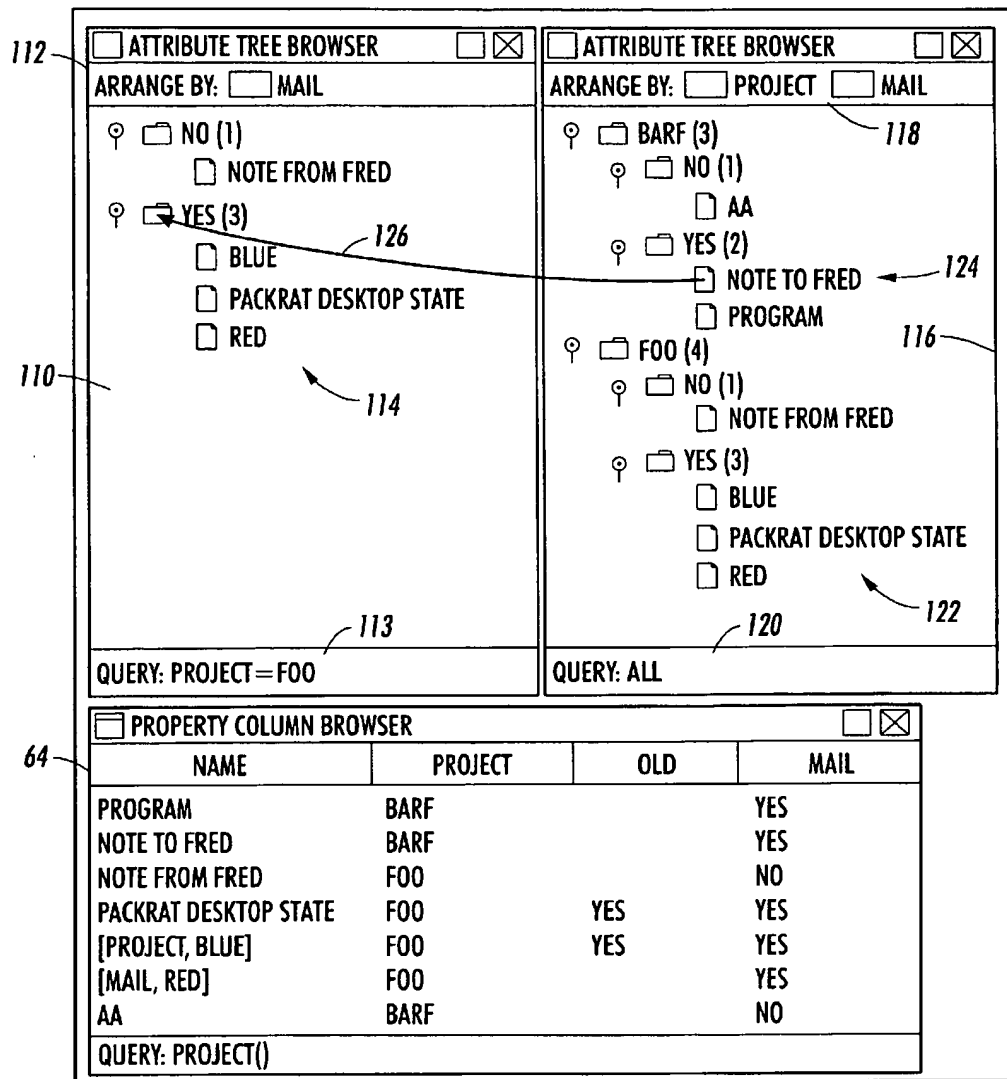 112
ATTRIBUTE TREE BROWSER
ARRANGE BY: MAIL
NO (1)
NOTE FROM FRED
YES (3)
126
BLUE
PACKRAT DESKTOP STATE
RED
110
114
113
QUERY: PROJECT=FOO
ATTRIBUTE TREE BROWSER
ARRANGE BY: PROJECT MAIL
118
BARF (3)
NO (1)
AA
YES (2)
NOTE TO FRED
124
PROGRAM
116
FOO (4)
NO (1)
NOTE FROM FRED
YES (3)
BLUE
PACKRAT DESKTOP STATE
RED
122
120
QUERY: ALL
PROPERTY COLUMN BROWSER
64
NAME PROJECT OLD MAIL
PROGRAM BARF YES
NOTE TO FRED BARF YES
NOTE FROM FRED FOO NO
PACKRAT DESKTOP STATE FOO YES YES
[PROJECT, BLUE] FOO YES YES
[MAIL, RED] FOO YES
AA BARF NO
QUERY: PROJECT()